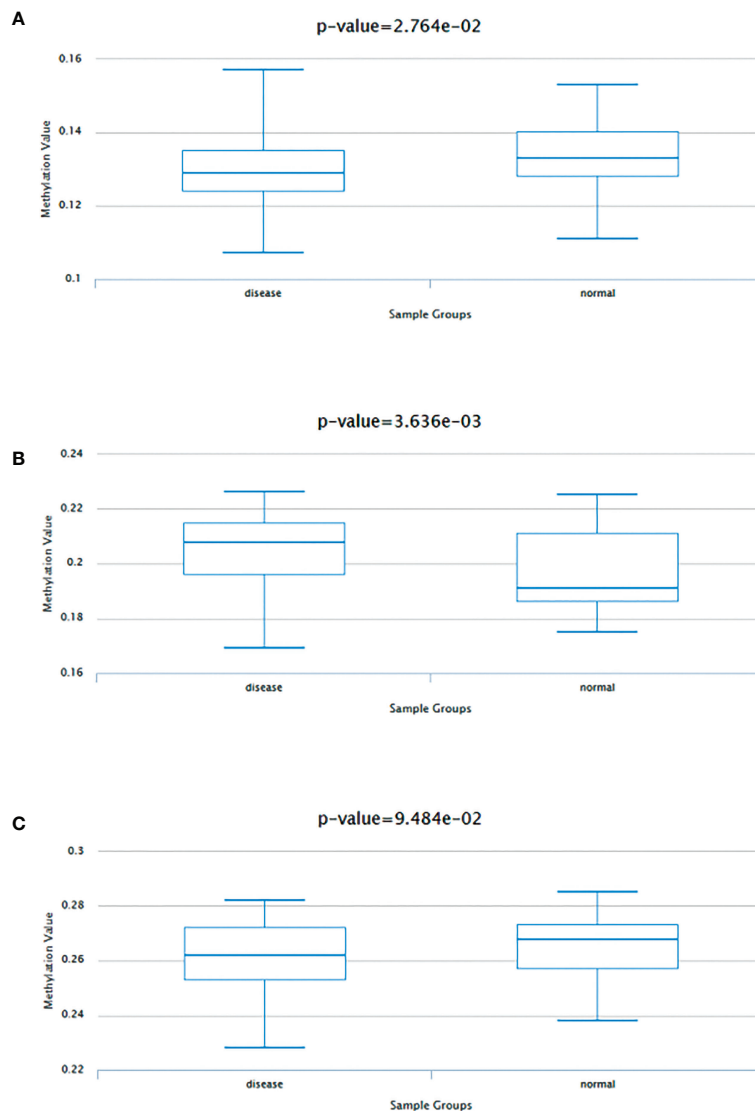 A
p-value=2.764e-02
0.16
0.14
0.12
0.1
Methylation Value
disease normal
Sample Groups
p-value=3.636e-03
B
0.24
0.22
0.2
0.18
0.16
Methylation Value
disease normal
Sample Groups
p-value=9.484e-02
C
0.3
0.28
0.26
0.24
0.22
Methylation Value
disease normal
Sample Groups